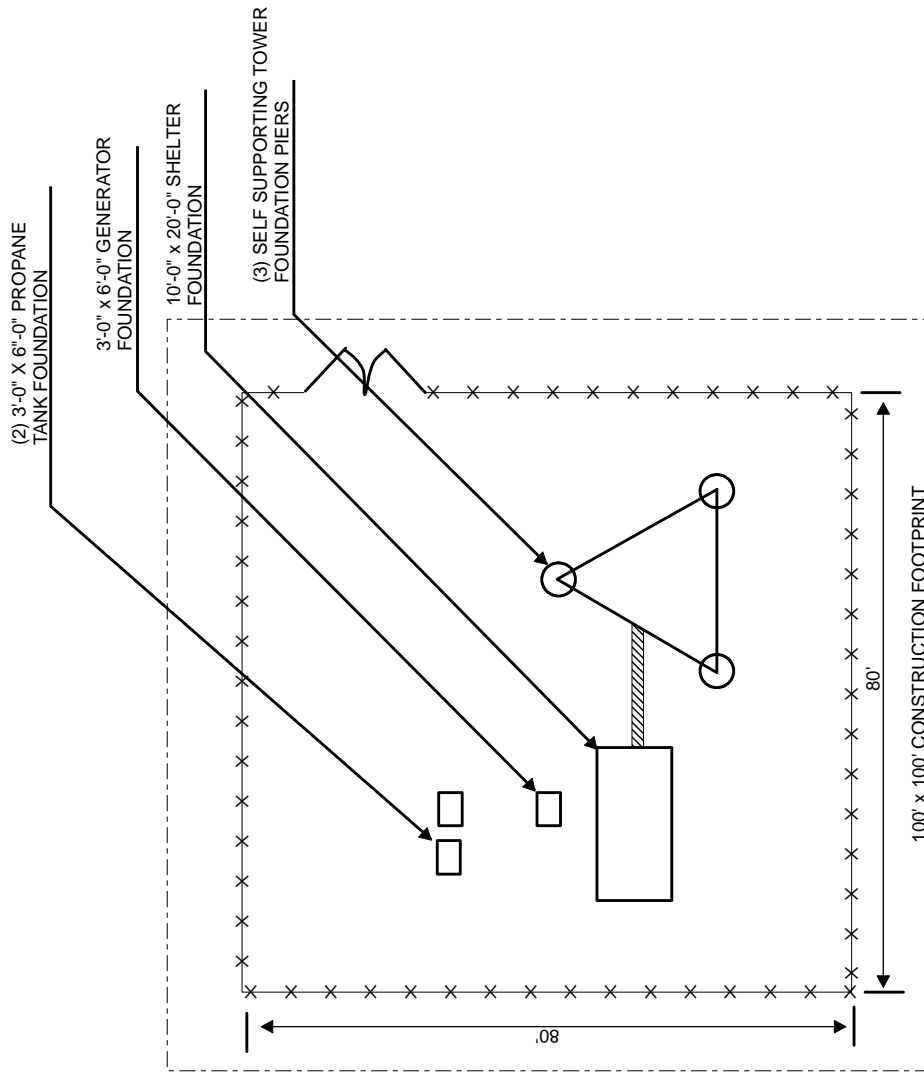 (2) 3'-0" X 6"-0" PROPANE
TANK FOUNDATION
3'-0" x 6'-0" GENERATOR
FOUNDATION
10'-0" x 20'-0" SHELTER
FOUNDATION
(3) SELF SUPPORTING TOWER
FOUNDATION PIERS
80'
80'
100' x 100' CONSTRUCTION FOOTPRINT